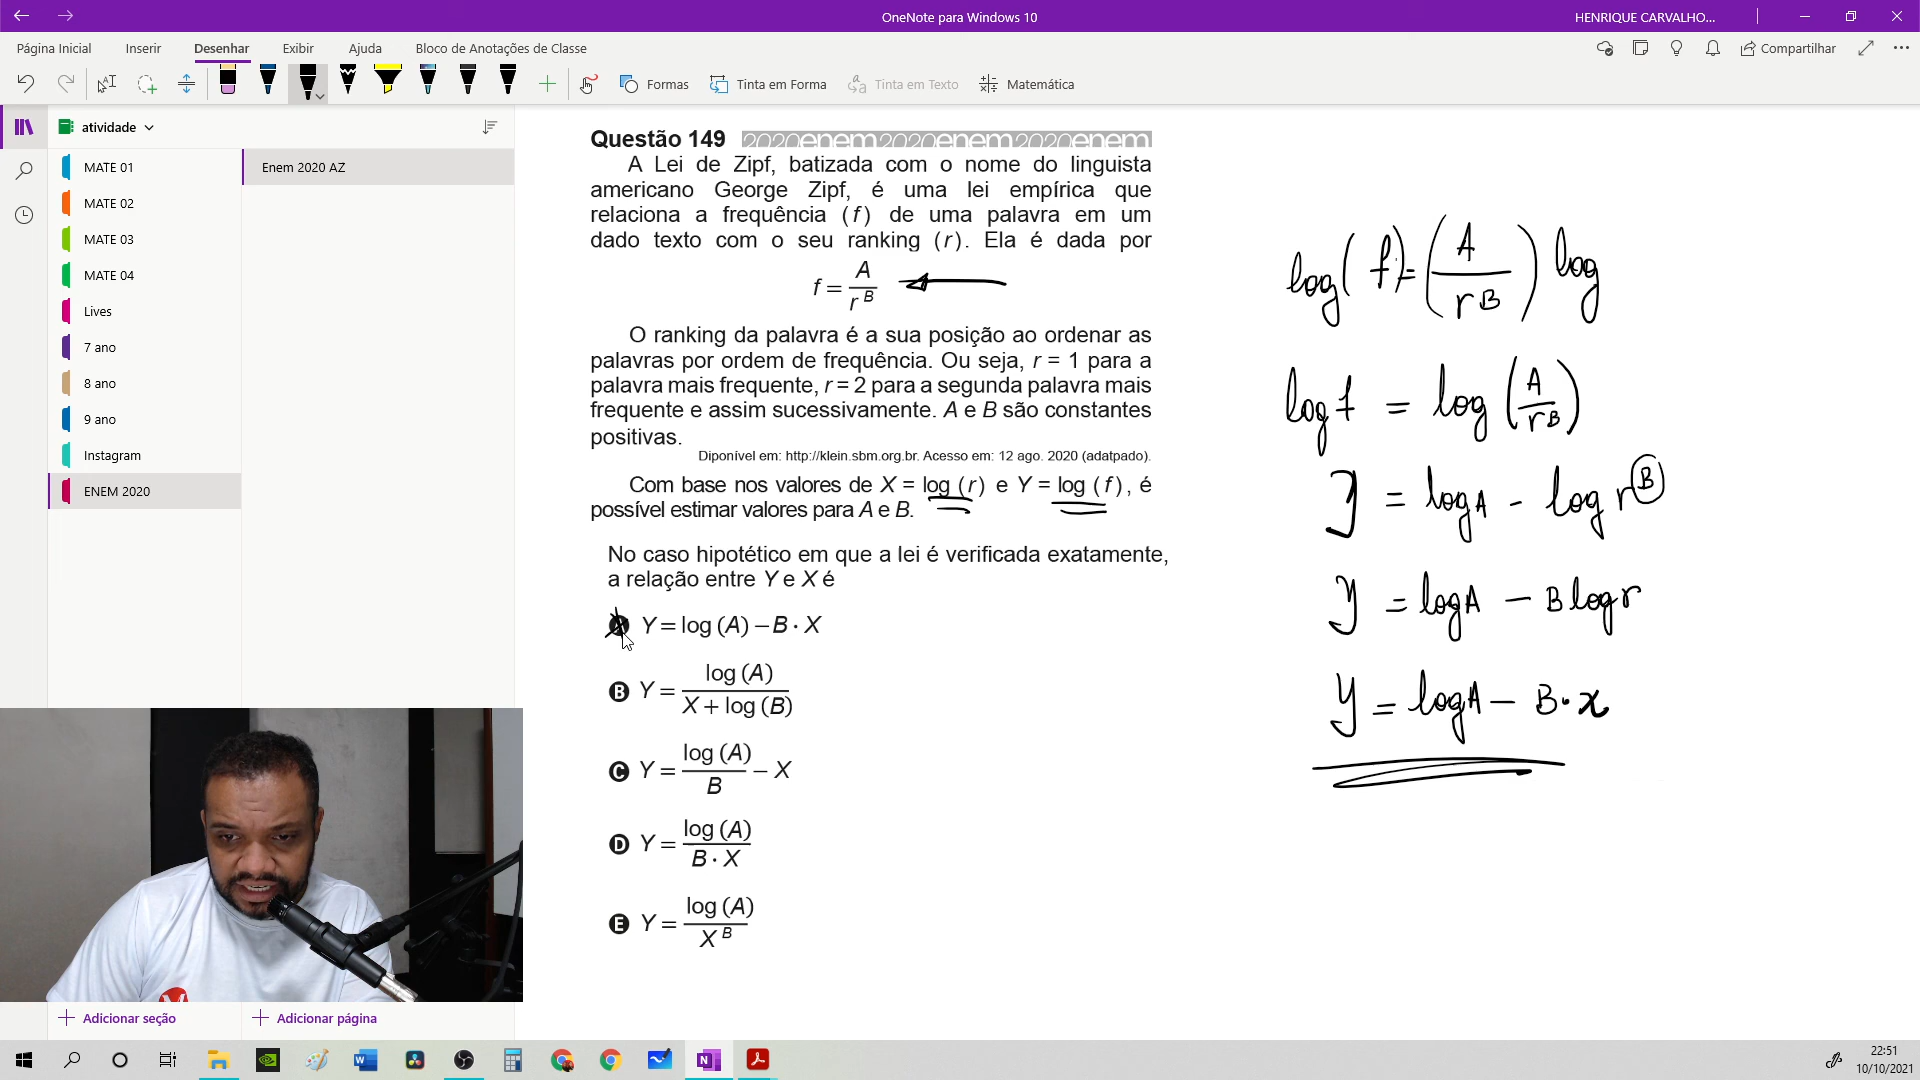 OneNote para Windows 10
HENRIQUE CARVALHO...
Página Inicial
Inserir
Desenhar
Exibir
Ajuda
Bloco de Anotações de Classe
Compartilhar
Formas
Tinta em Forma
Tinta em Texto
Matemática
atividade
MATE 01
MATE 02
MATE 03
MATE 04
Lives
7 ano
8 ano
9 ano
Instagram
ENEM 2020
Enem 2020 AZ
Adicionar seção
Adicionar página
Questão 149 2020enem2020enem2020enem
A Lei de Zipf, batizada com o nome do linguista
americano George Zipf, é uma lei empírica que
relaciona a frequência (f) de uma palavra em um
dado texto com o seu ranking (r). Ela é dada por
f = A / r^B
O ranking da palavra é a sua posição ao ordenar as
palavras por ordem de frequência. Ou seja, r = 1 para a
palavra mais frequente, r = 2 para a segunda palavra mais
frequente e assim sucessivamente. A e B são constantes
positivas.
Disponível em: http://klein.sbm.org.br. Acesso em: 12 ago. 2020 (adatpado).
Com base nos valores de X = log (r) e Y = log (f), é
possível estimar valores para A e B.
No caso hipotético em que a lei é verificada exatamente,
a relação entre Y e X é
A Y = log (A) – B · X
B Y = log (A) / X + log (B)
C Y = log (A) / B – X
D Y = log (A) / B · X
E Y = log (A) / X^B
log( f) = (A / r^B) log
log f = log (A / r^B)
y = log A - log r^B
y = log A - B log r
y = log A - B · x
22:51
10/10/2021